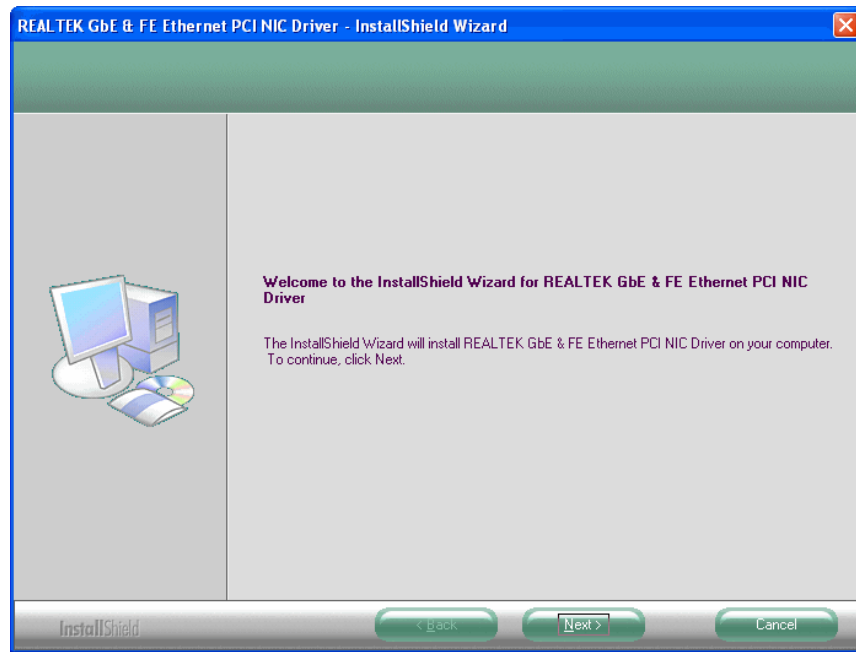 REALTEK GbE & FE Ethernet PCI NIC Driver - InstallShield Wizard
Welcome to the InstallShield Wizard for REALTEK GbE & FE Ethernet PCI NIC
Driver
The InstallShield Wizard will install REALTEK GbE & FE Ethernet PCI NIC Driver on your computer.
To continue, click Next.
InstallShield
< Back
Next >
Cancel